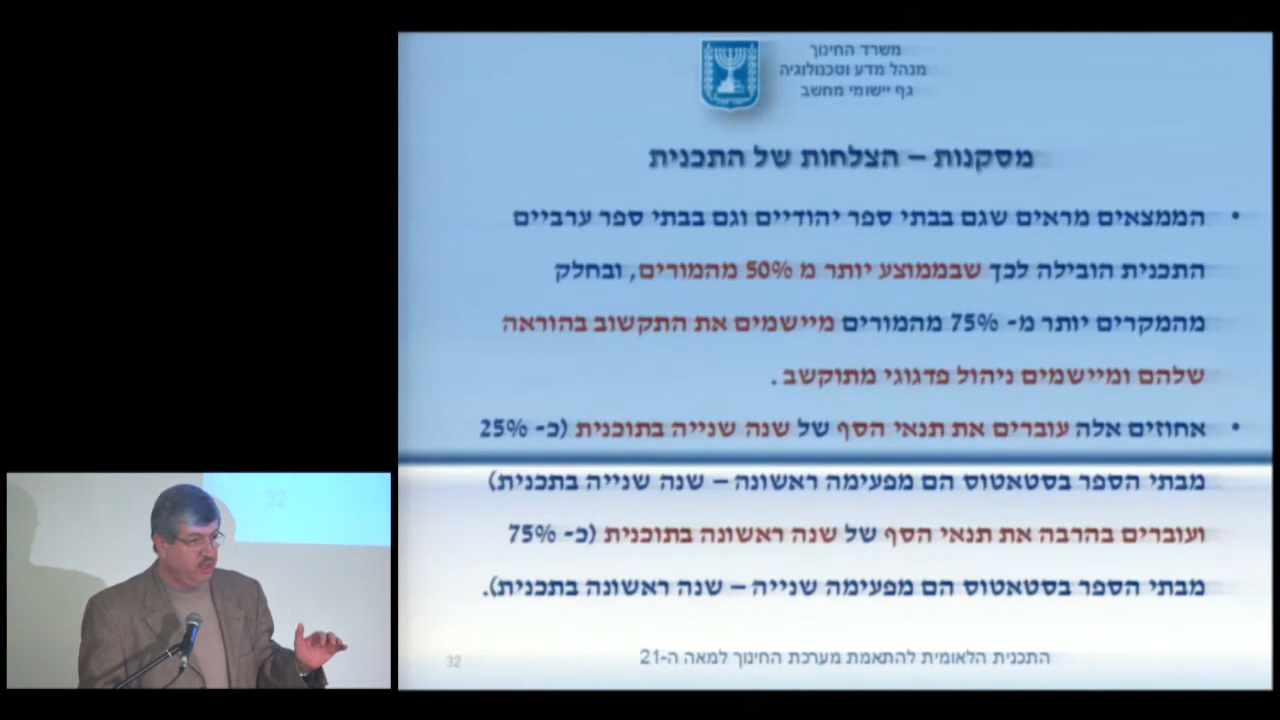 משרד החינוך
מנהל מדע וטכנולוגיה
גף יישומי מחשב
מסקנות – הצלחות של התכנית
• הממצאים מראים שגם בבתי ספר יהודיים וגם בבתי ספר ערביים
התכנית הובילה לכך שבממוצע יותר מ 50% מהמורים, ובחלק
מהמקרים יותר מ- 75% מהמורים מיישמים את התקשוב בהוראה
שלהם ומיישמים ניהול פדגוגי מתוקשב .
• אחוזים אלה עוברים את תנאי הסף של שנה שנייה בתוכנית (כ- 25%
מבתי הספר בסטאטוס הם מפעימה ראשונה – שנה שנייה בתכנית)
ועוברים בהרבה את תנאי הסף של שנה ראשונה בתוכנית (כ- 75%
מבתי הספר בסטאטוס הם מפעימה שנייה – שנה ראשונה בתכנית).
התכנית הלאומית להתאמת מערכת החינוך למאה ה-21
32
32